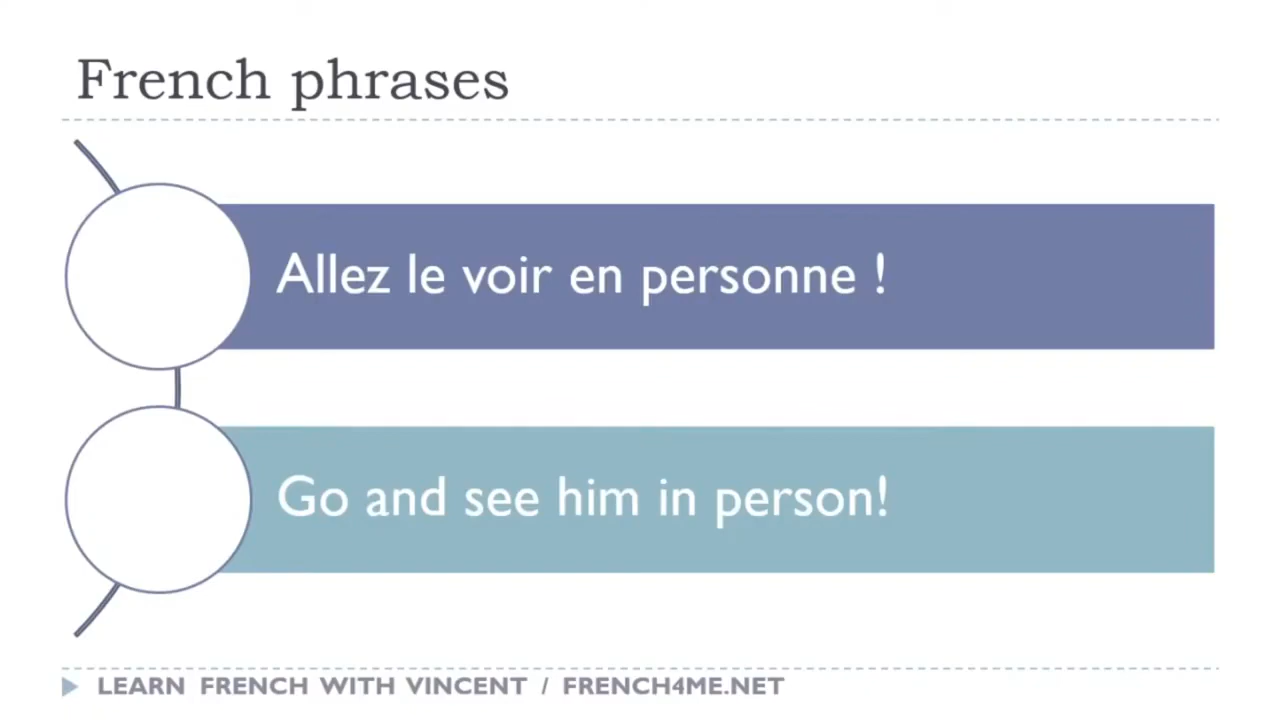 French phrases
Allez le voir en personne !
Go and see him in person!
LEARN FRENCH WITH VINCENT / FRENCH4ME.NET